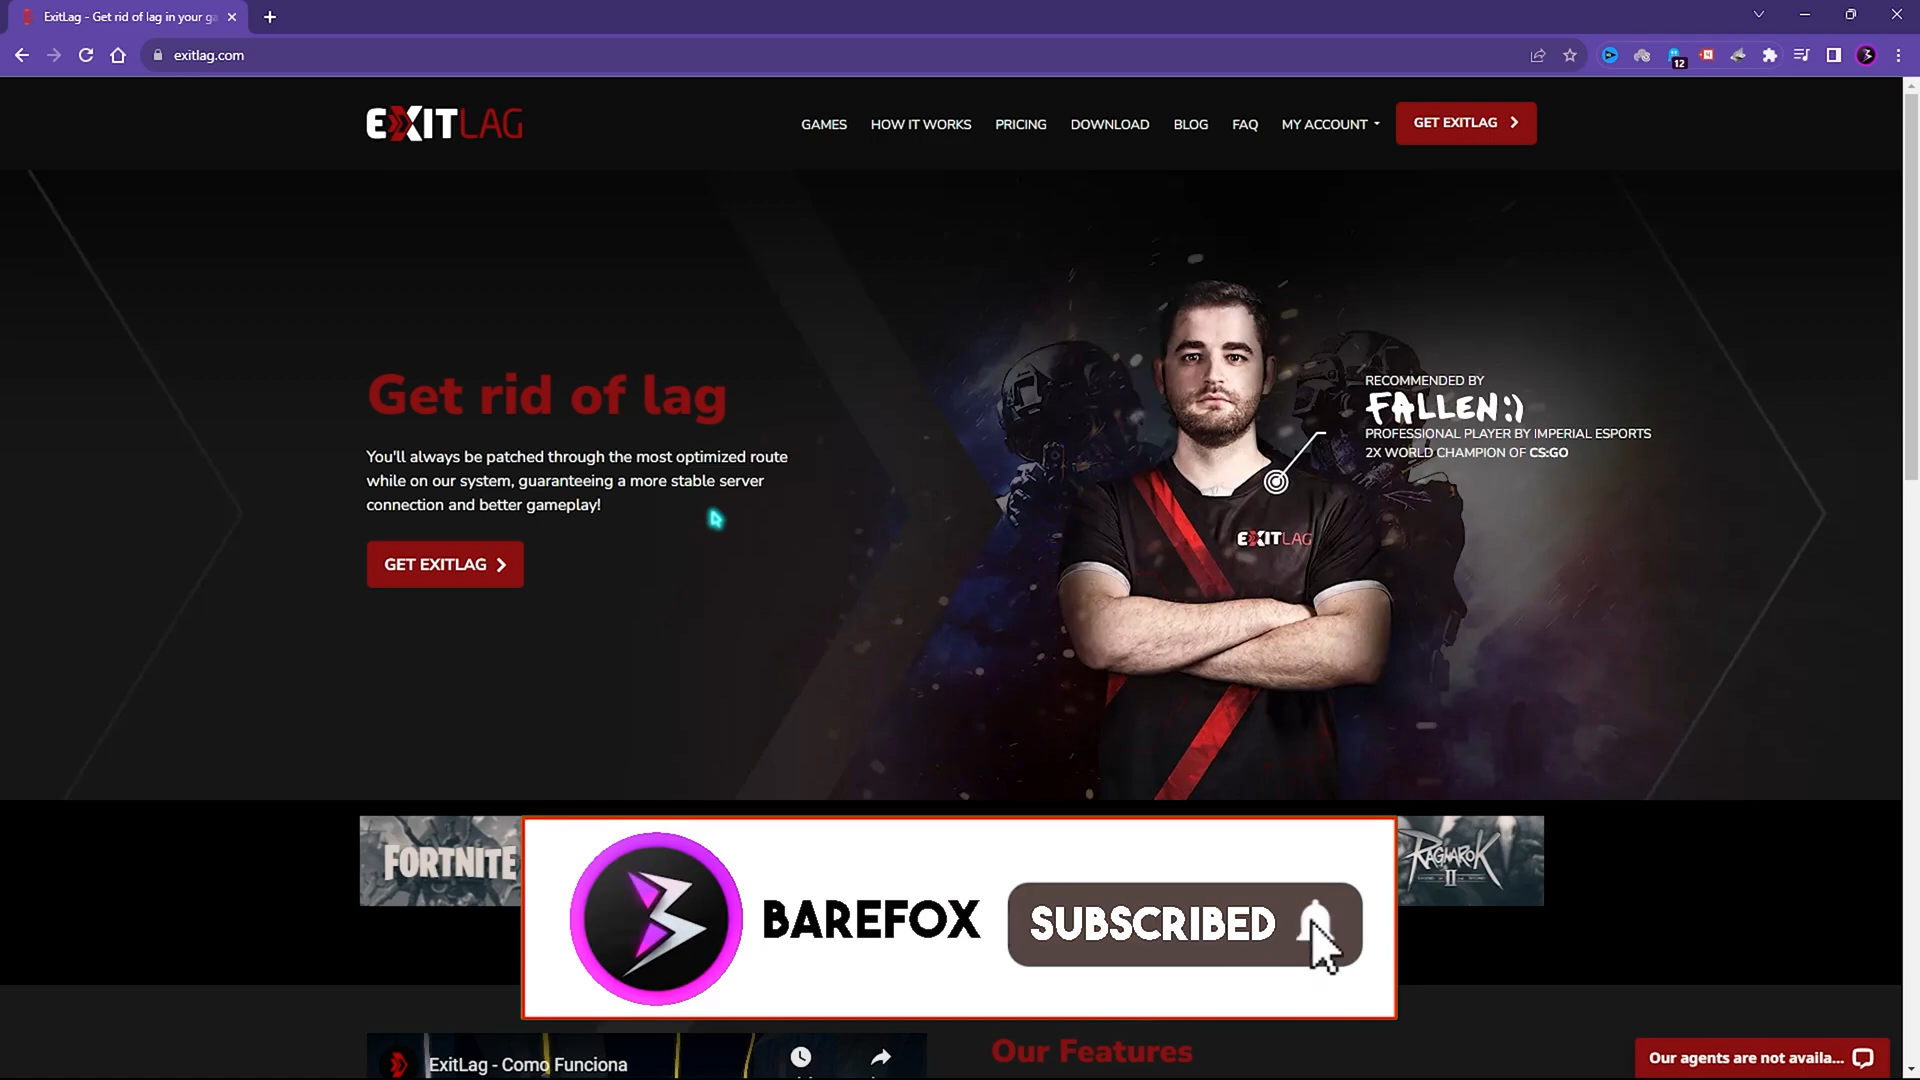 ExitLag - Get rid of lag in your ga
exitlag.com
12
EXITLAG
GAMES
HOW IT WORKS
PRICING
DOWNLOAD
BLOG
FAQ
MY ACCOUNT
GET EXITLAG
Get rid of lag
You'll always be patched through the most optimized route
while on our system, guaranteeing a more stable server
connection and better gameplay!
GET EXITLAG
RECOMMENDED BY
FALLEN:)
PROFESSIONAL PLAYER BY IMPERIAL ESPORTS
2X WORLD CHAMPION OF CS:GO
EXITLAG
FORTNITE
RAGNAROK
II
BAREFOX
SUBSCRIBED
ExitLag - Como Funciona
Our Features
Our agents are not availa...